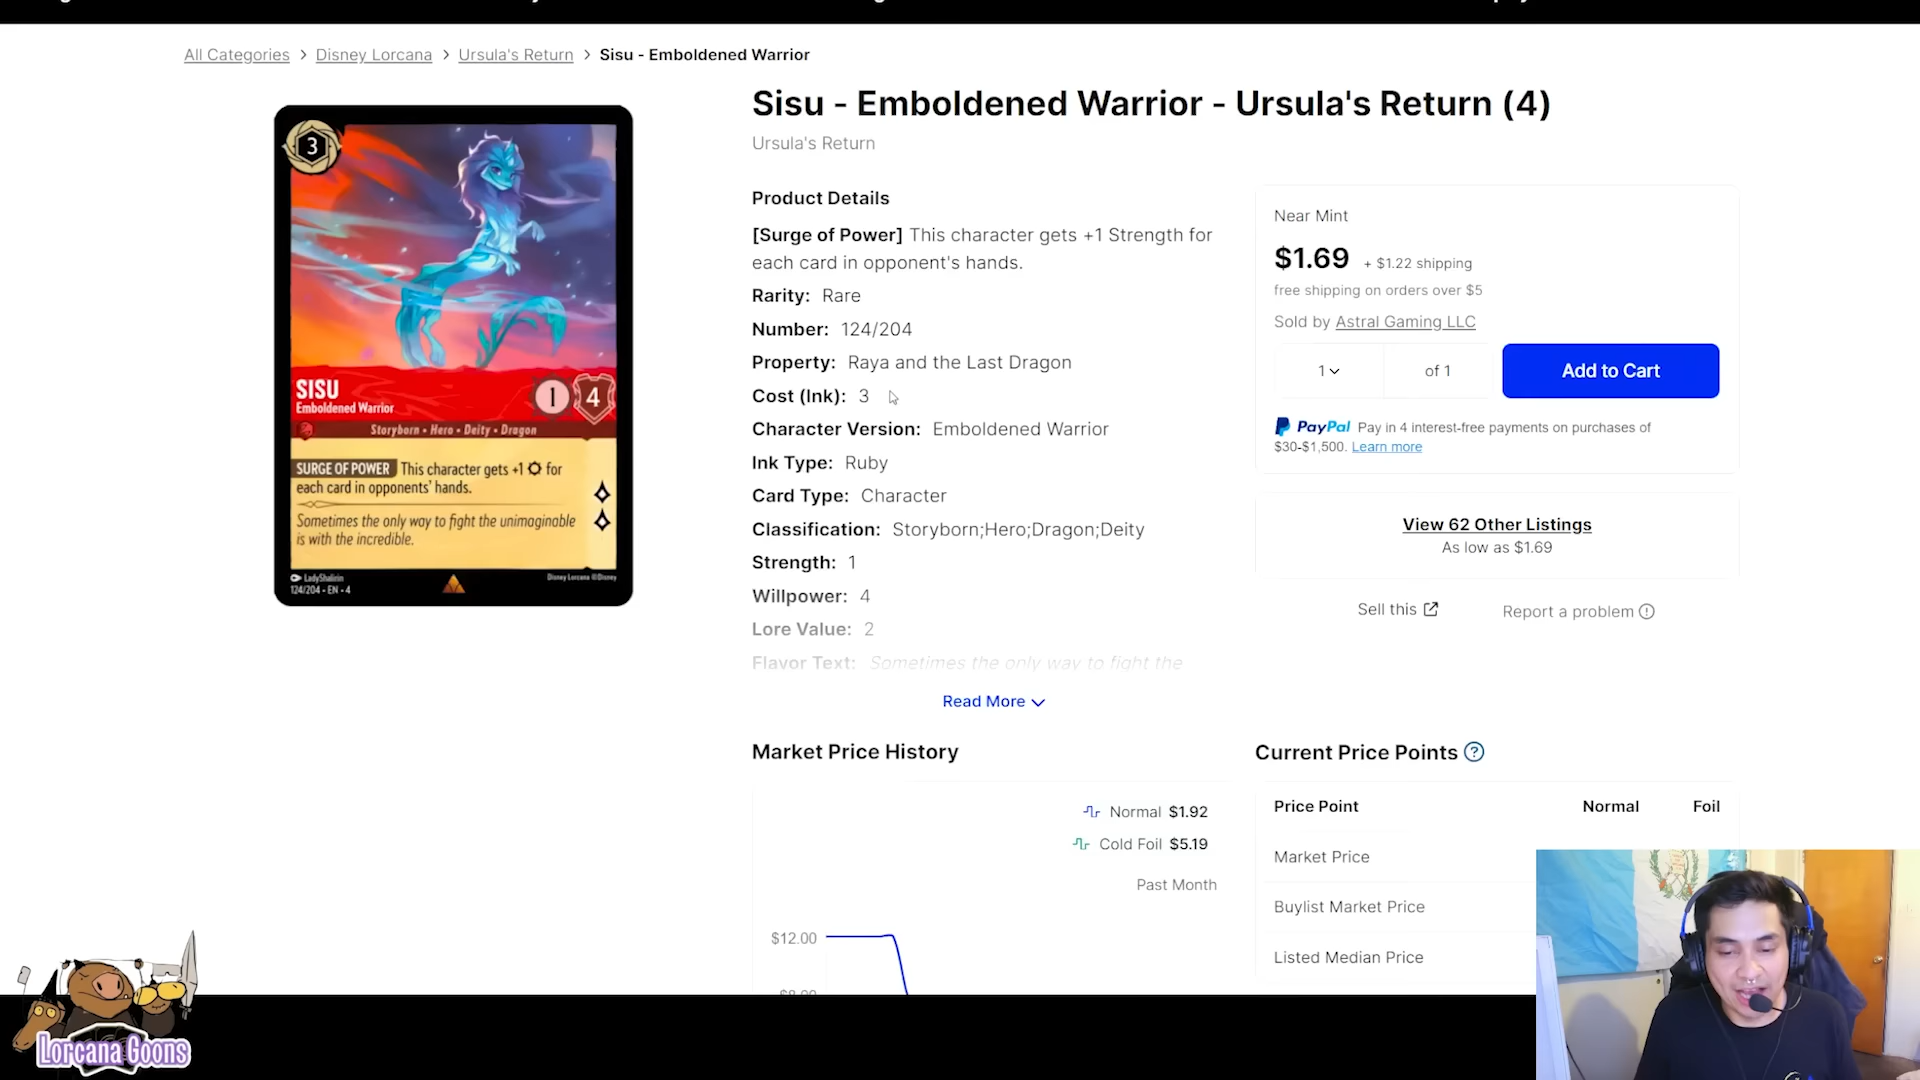 All Categories > Disney Lorcana > Ursula's Return > Sisu - Emboldened Warrior
Sisu - Emboldened Warrior - Ursula's Return (4)
Ursula's Return
3
SISU
Emboldened Warrior
1 4
Storyborn • Hero • Deity • Dragon
SURGE OF POWER This character gets +1 for
each card in opponents' hands.
Sometimes the only way to fight the unimaginable
is with the incredible.
LadyShalirin
124/204 • EN • 4
Disney Lorcana ©Disney
Product Details
[Surge of Power] This character gets +1 Strength for
each card in opponent's hands.
Rarity: Rare
Number: 124/204
Property: Raya and the Last Dragon
Cost (Ink): 3
Character Version: Emboldened Warrior
Ink Type: Ruby
Card Type: Character
Classification: Storyborn;Hero;Dragon;Deity
Strength: 1
Willpower: 4
Lore Value: 2
Flavor Text: Sometimes the only way to fight the
Read More
Near Mint
$1.69 + $1.22 shipping
free shipping on orders over $5
Sold by Astral Gaming LLC
1 of 1 Add to Cart
PayPal Pay in 4 interest-free payments on purchases of
$30-$1,500. Learn more
View 62 Other Listings
As low as $1.69
Sell this Report a problem
Market Price History
Normal $1.92
Cold Foil $5.19
Past Month
$12.00
Current Price Points ?
Price Point Normal Foil
Market Price
Buylist Market Price
Listed Median Price
Lorcana Goons